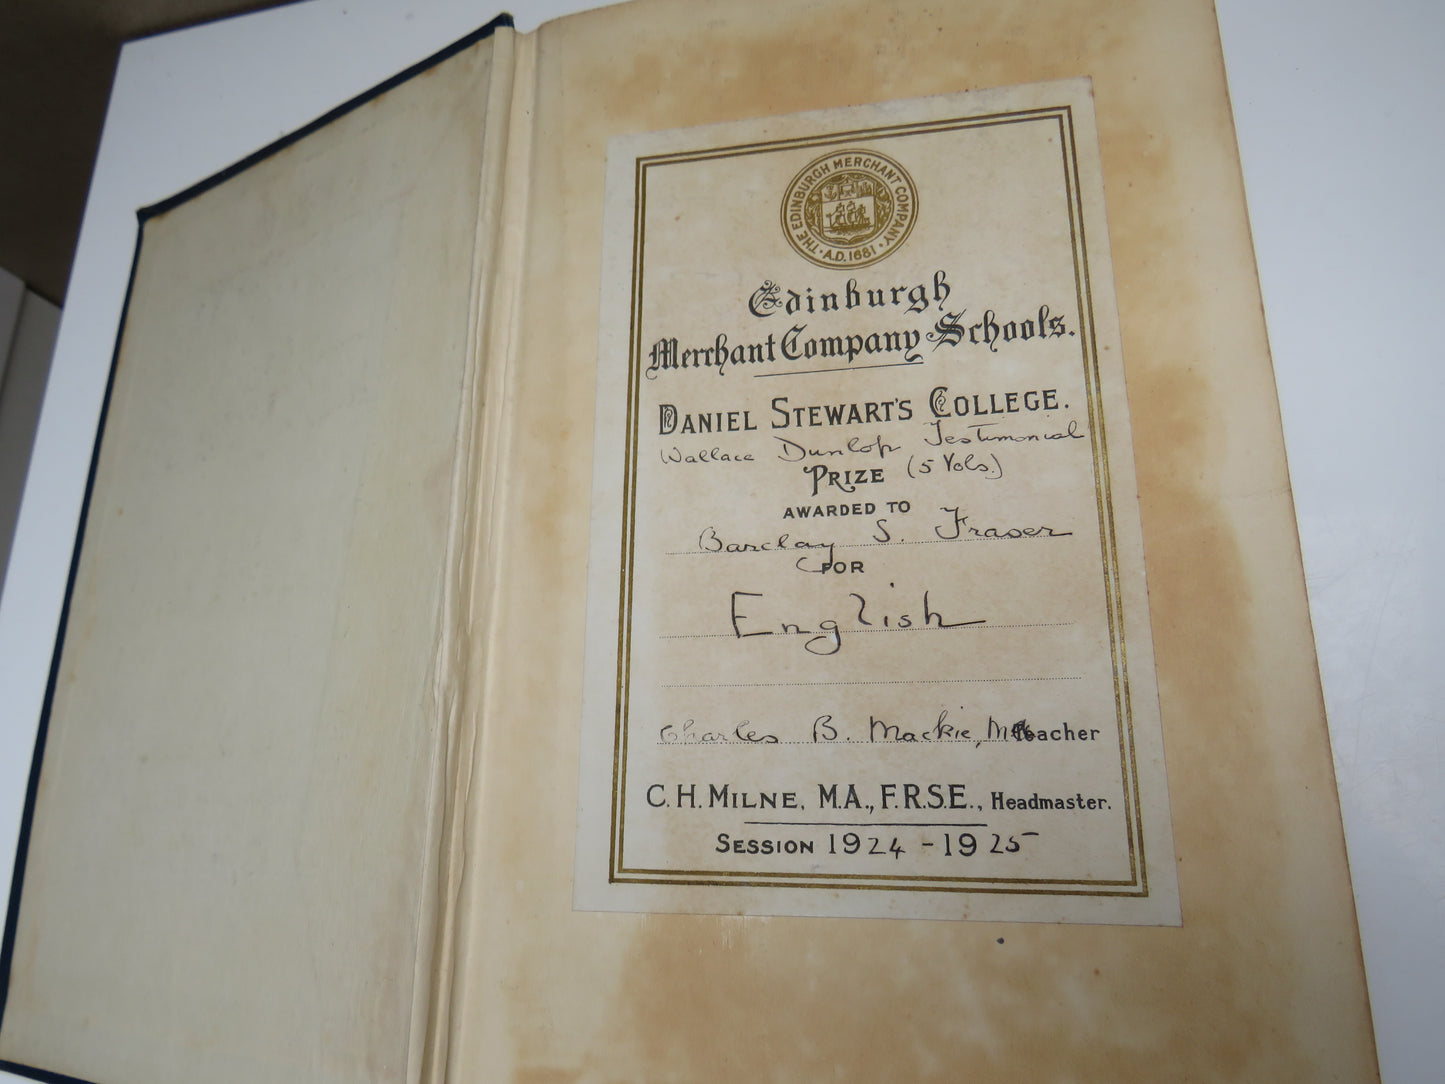 THE EDINBURGH MERCHANT COMPANY · A.D. 1681 ·
Edinburgh
Merchant Company Schools.
DANIEL STEWART'S COLLEGE.
Wallace Dunlop Testimonial
PRIZE (5 Vols.)
AWARDED TO
Barclay S. Fraser
FOR
English
Charles B. Mackie, Teacher
C. H. MILNE, M.A., F.R.S.E., Headmaster.
SESSION 1924 - 1925